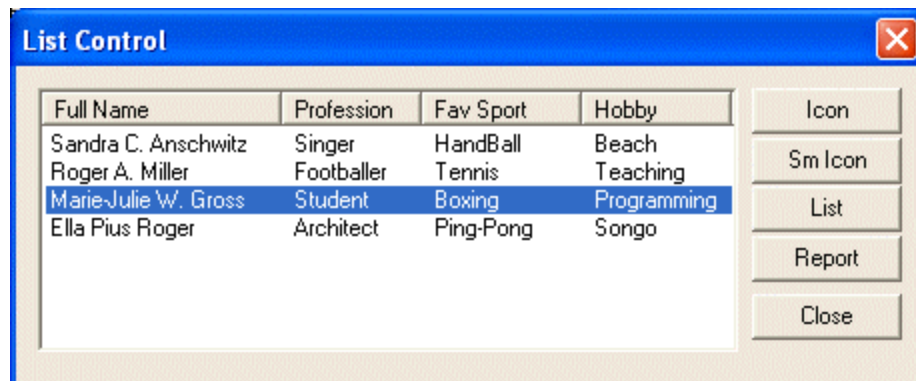 List Control
Full Name Profession Fav Sport Hobby
Sandra C. Anschwitz Singer HandBall Beach
Roger A. Miller Footballer Tennis Teaching
Marie-Julie W. Gross Student Boxing Programming
Ella Pius Roger Architect Ping-Pong Songo
Icon
Sm Icon
List
Report
Close